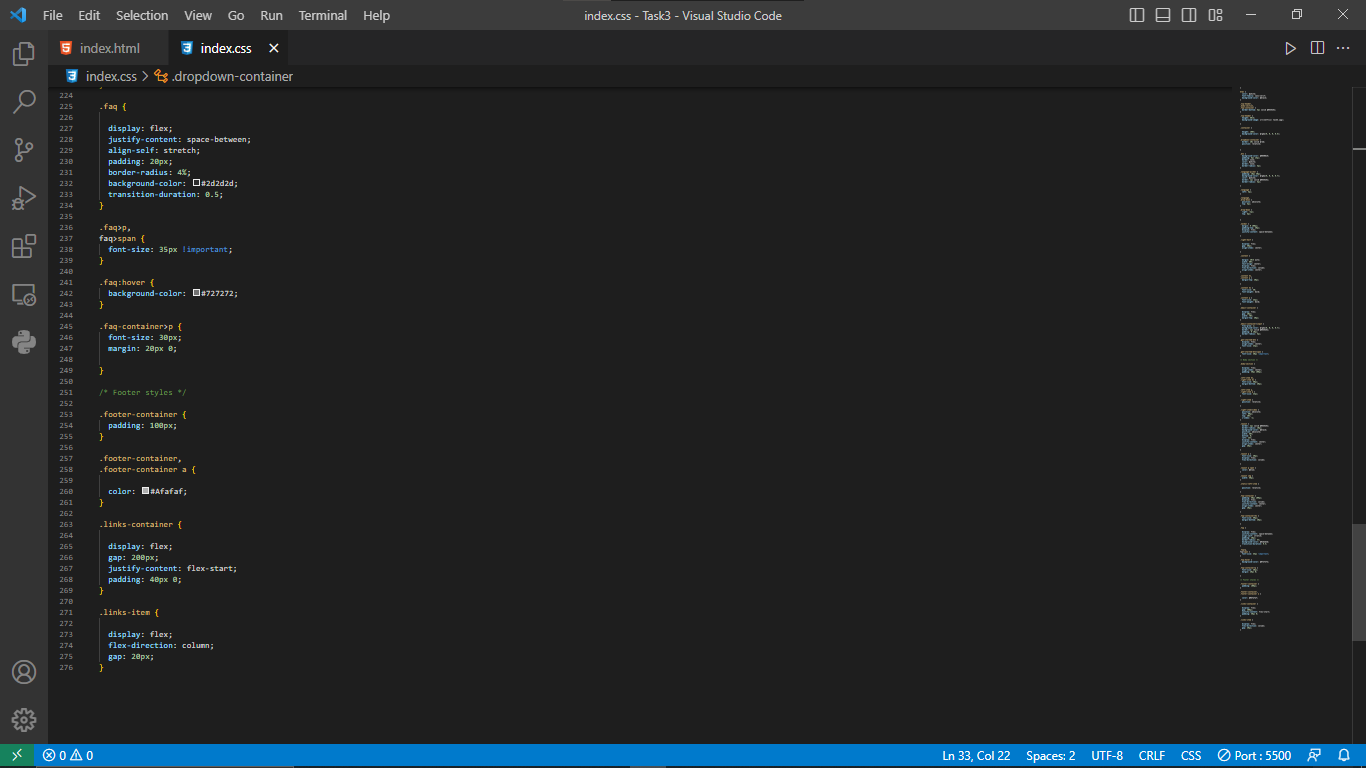 File Edit Selection View Go Run Terminal Help
index.css - Task3 - Visual Studio Code
index.html
index.css
index.css > .dropdown-container
224
225 .faq {
226
227 display: flex;
228 justify-content: space-between;
229 align-self: stretch;
230 padding: 20px;
231 border-radius: 4%;
232 background-color: #2d2d2d;
233 transition-duration: 0.5;
234 }
235
236 .faq>p,
237 faq>span {
238 font-size: 35px !important;
239 }
240
241 .faq:hover {
242 background-color: #727272;
243 }
244
245 .faq-container>p {
246 font-size: 30px;
247 margin: 20px 0;
248
249 }
250
251 /* Footer styles */
252
253 .footer-container {
254 padding: 100px;
255 }
256
257 .footer-container,
258 .footer-container a {
259
260 color: #Afafaf;
261 }
262
263 .links-container {
264
265 display: flex;
266 gap: 200px;
267 justify-content: flex-start;
268 padding: 40px 0;
269 }
270
271 .links-item {
272
273 display: flex;
274 flex-direction: column;
275 gap: 20px;
276 }
0 0 Ln 33, Col 22 Spaces: 2 UTF-8 CRLF CSS Port : 5500